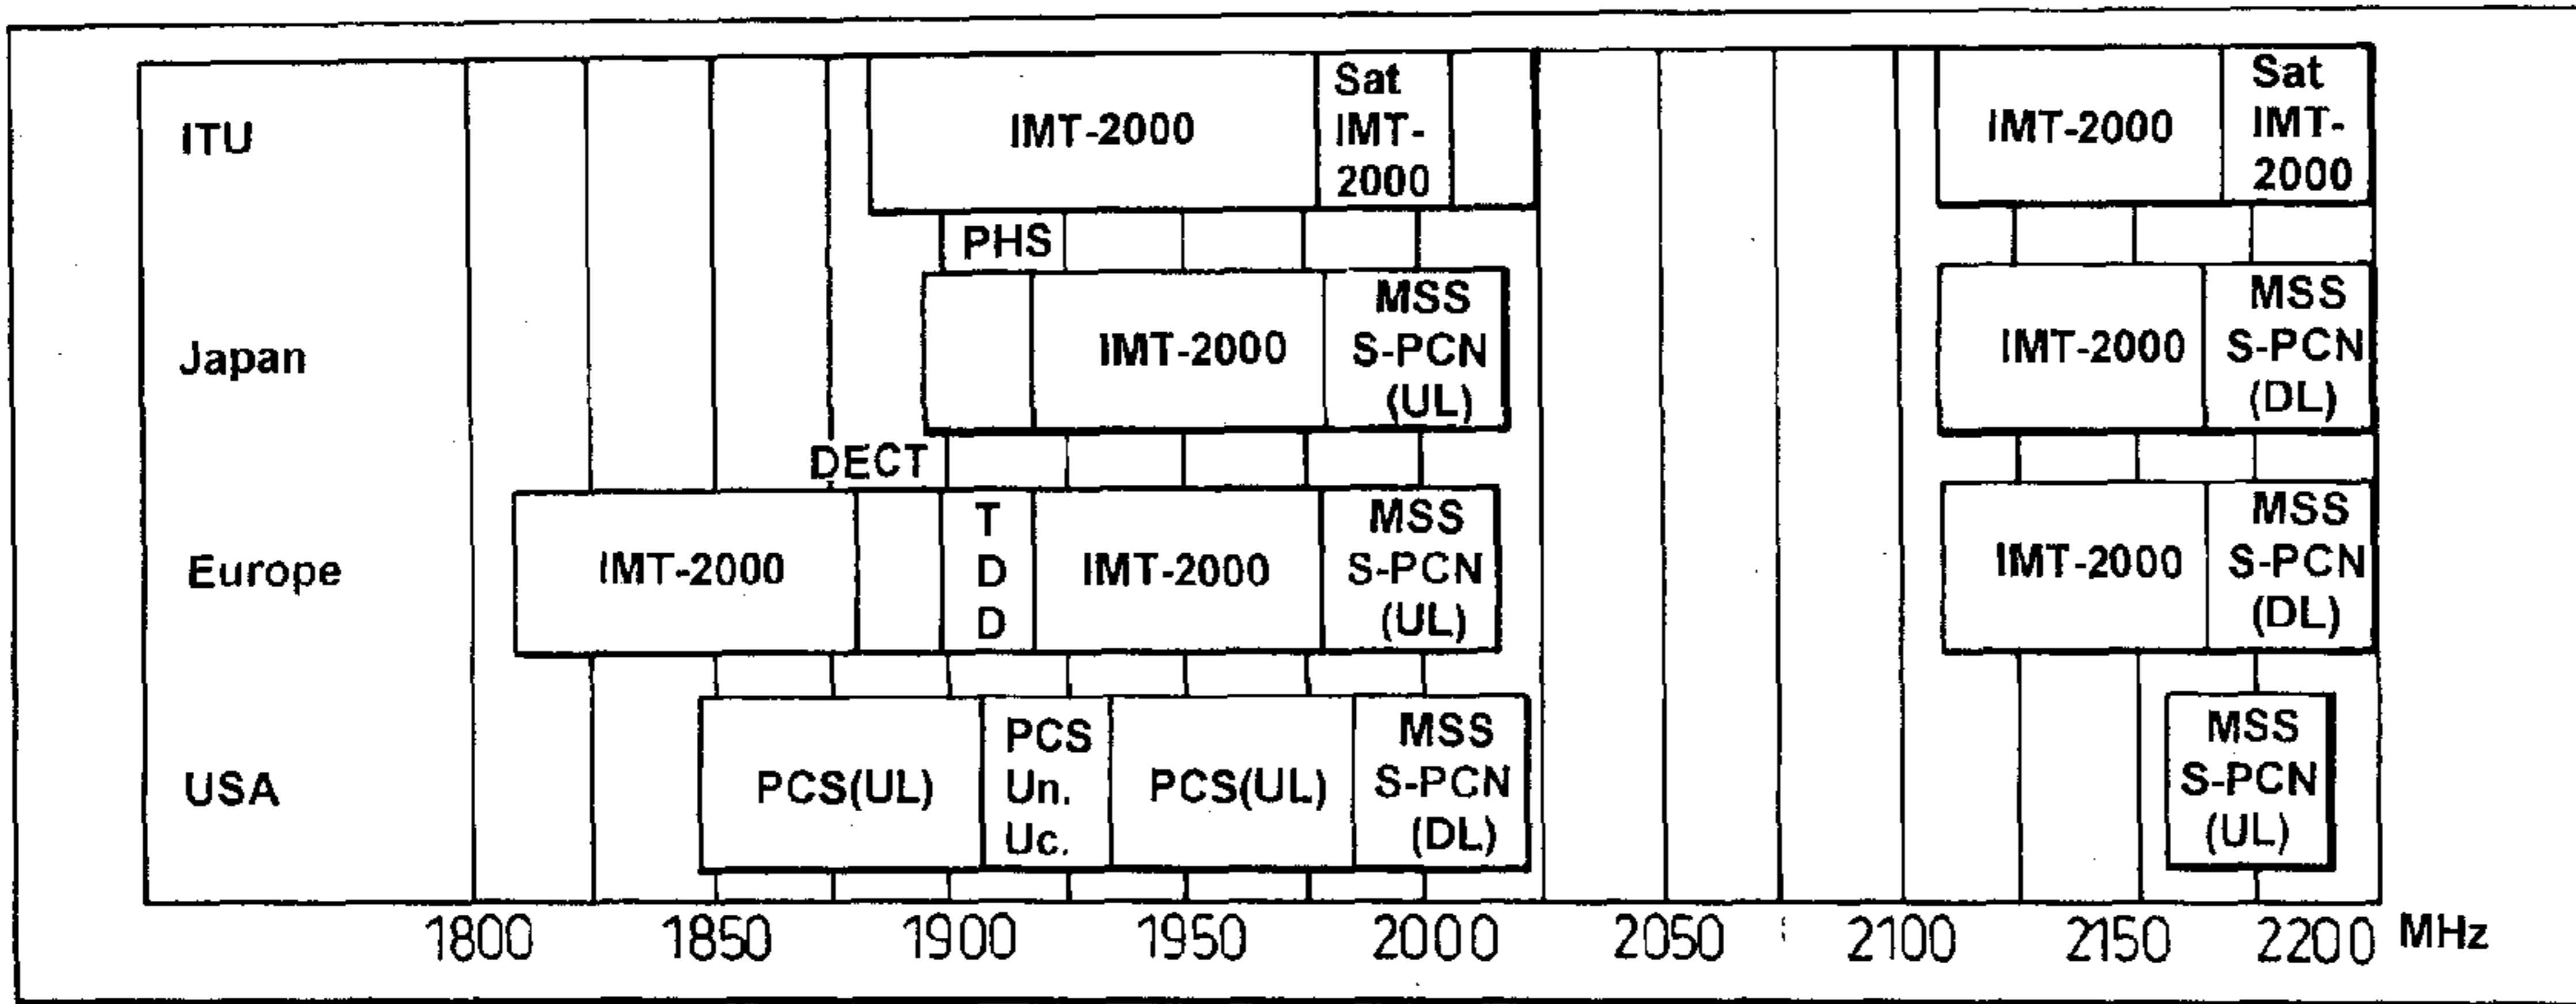 ITU
IMT-2000
Sat
IMT-
2000
IMT-2000
Sat
IMT-
2000
PHS
Japan
IMT-2000
MSS
S-PCN
(UL)
IMT-2000
MSS
S-PCN
(DL)
DECT
Europe
IMT-2000
T
D
D
IMT-2000
MSS
S-PCN
(UL)
IMT-2000
MSS
S-PCN
(DL)
USA
PCS(UL)
PCS
Un.
Uc.
PCS(UL)
MSS
S-PCN
(DL)
MSS
S-PCN
(UL)
1800 1850 1900 1950 2000 2050 2100 2150 2200 MHz